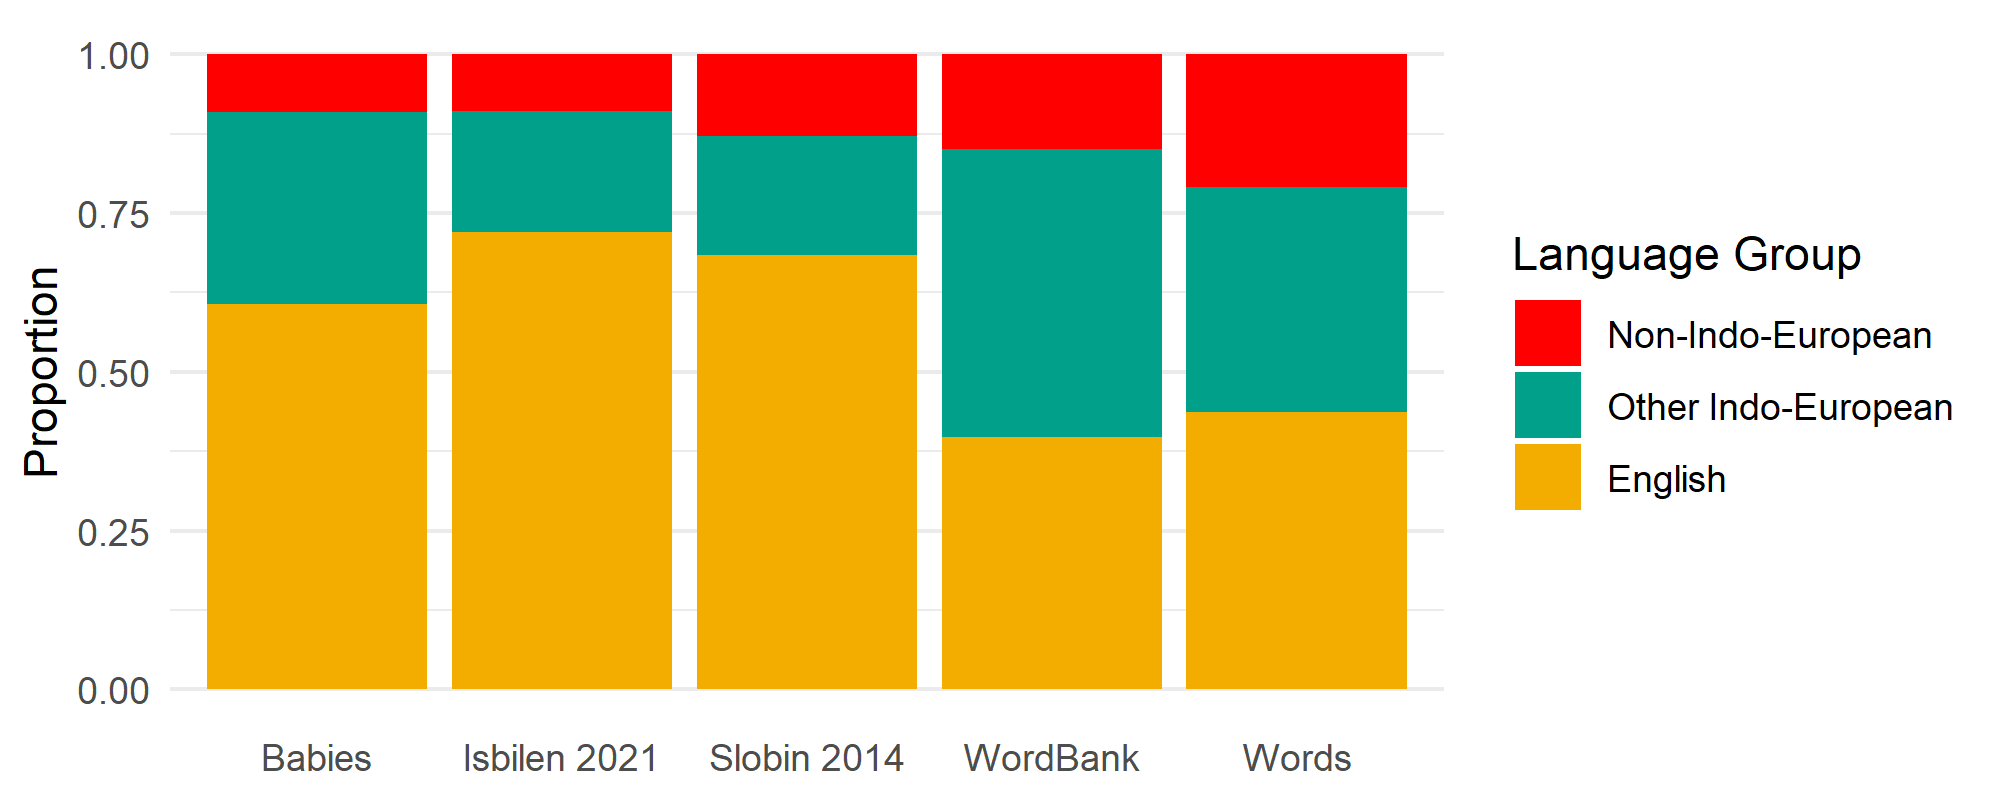 1.00
0.75
0.50
0.25
0.00
Proportion
Babies
Isbilen 2021
Slobin 2014
WordBank
Words
Language Group
Non-Indo-European
Other Indo-European
English